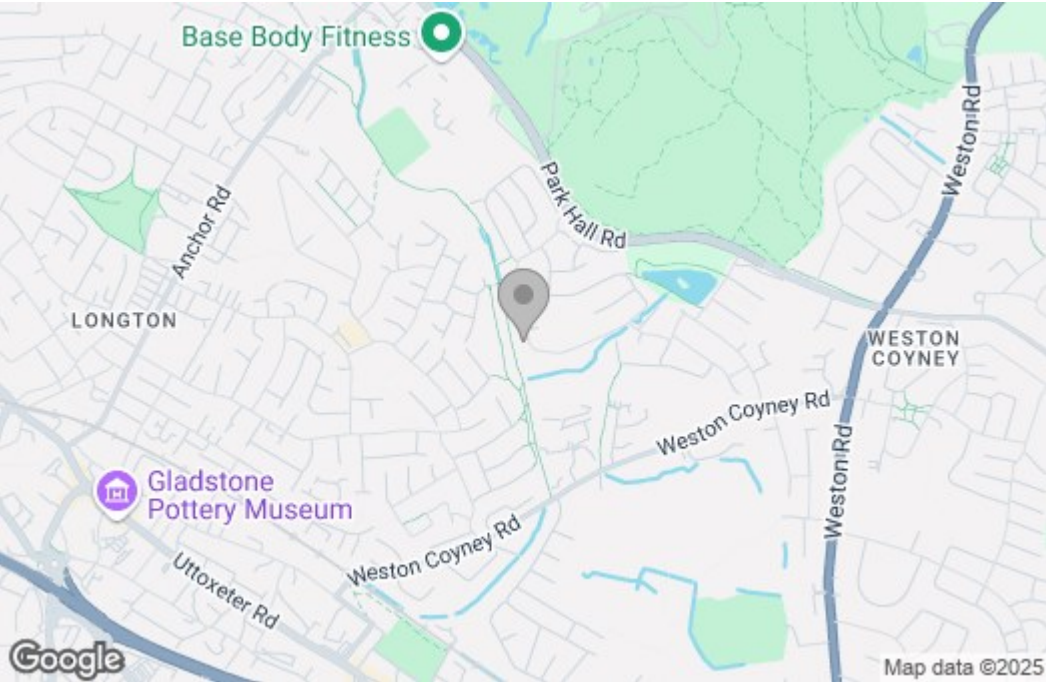 Base Body Fitness
Weston Rd
Park Hall Rd
Anchor Rd
LONGTON
WESTON
COYNEY
Weston Coyney Rd
Weston Rd
Gladstone
Pottery Museum
Weston Coyney Rd
Uttoxeter Rd
Google
Map data ©2025